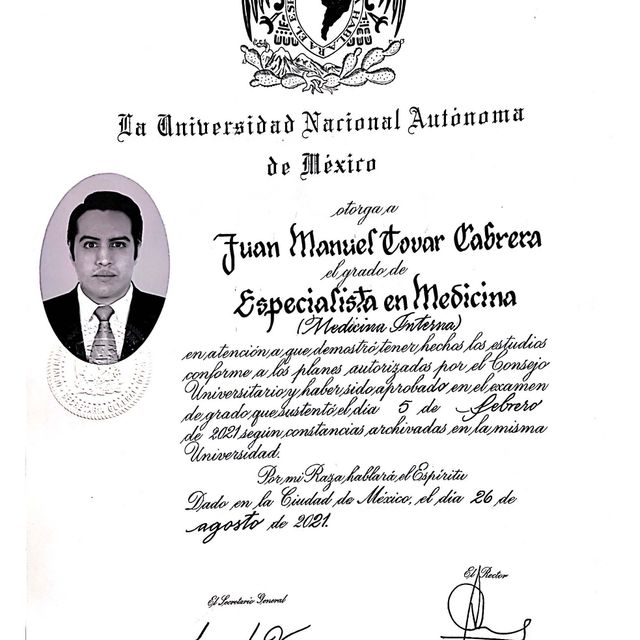 HABLARA EL ES
La Universidad Nacional Autónoma
de México
otorga a
Juan Manuel Tovar Cabrera
el grado de
Especialista en Medicina
(Medicina Interna)
en atención a que demostró tener hechos los estudios
conforme a los planes autorizados por el Consejo
Universitario y haber sido aprobado en el examen
de grado que sustentó el día 5 de febrero
de 2021 según constancias archivadas en la misma
Universidad.
Por mi Raza hablará el Espíritu
Dado en la Ciudad de México, el día 26 de
agosto de 2021.
El Secretario General
El Rector